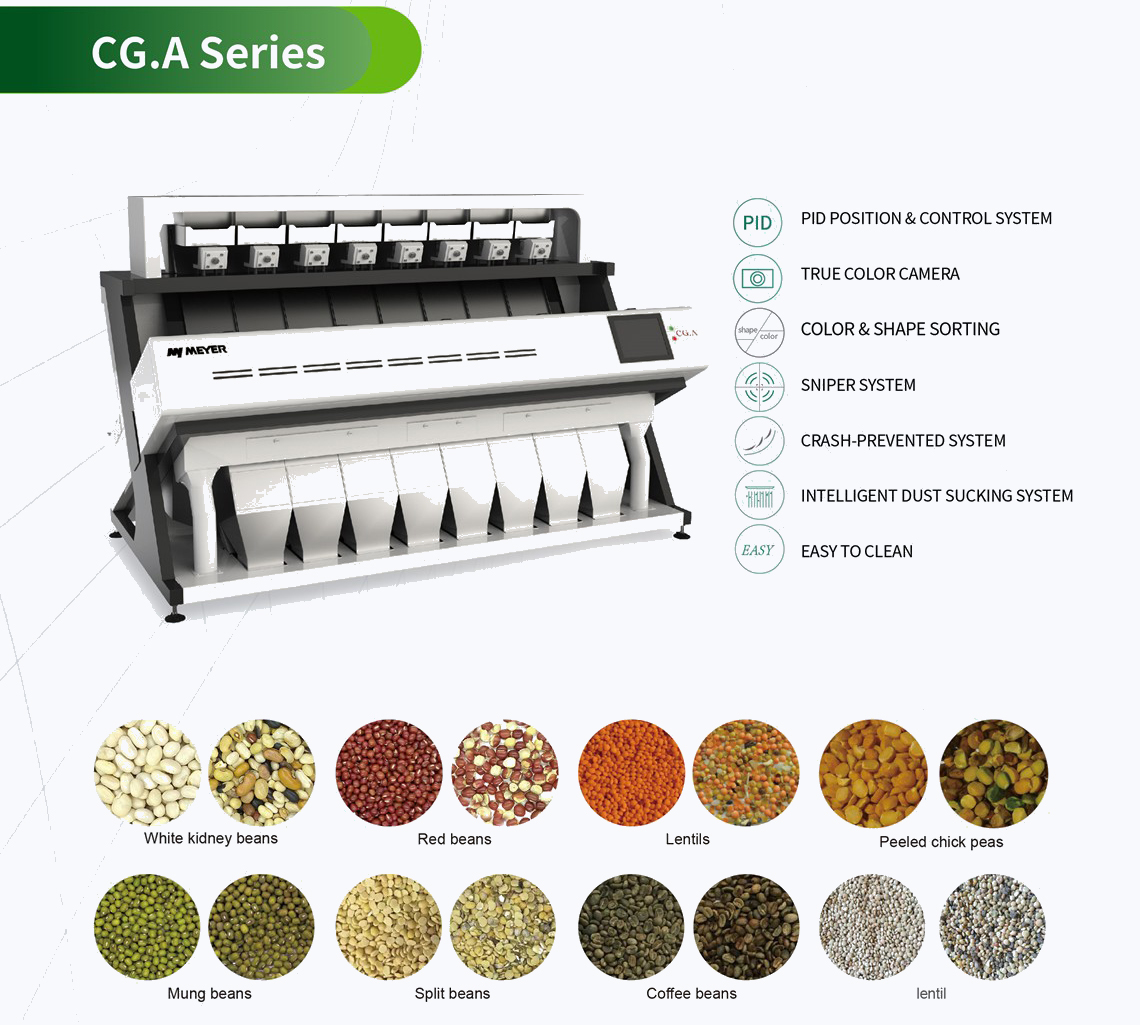 CG.A Series
MEYER
CG.A
PID
PID POSITION & CONTROL SYSTEM
TRUE COLOR CAMERA
shape
color
COLOR & SHAPE SORTING
SNIPER SYSTEM
CRASH-PREVENTED SYSTEM
INTELLIGENT DUST SUCKING SYSTEM
EASY
EASY TO CLEAN
White kidney beans
Red beans
Lentils
Peeled chick peas
Mung beans
Split beans
Coffee beans
lentil